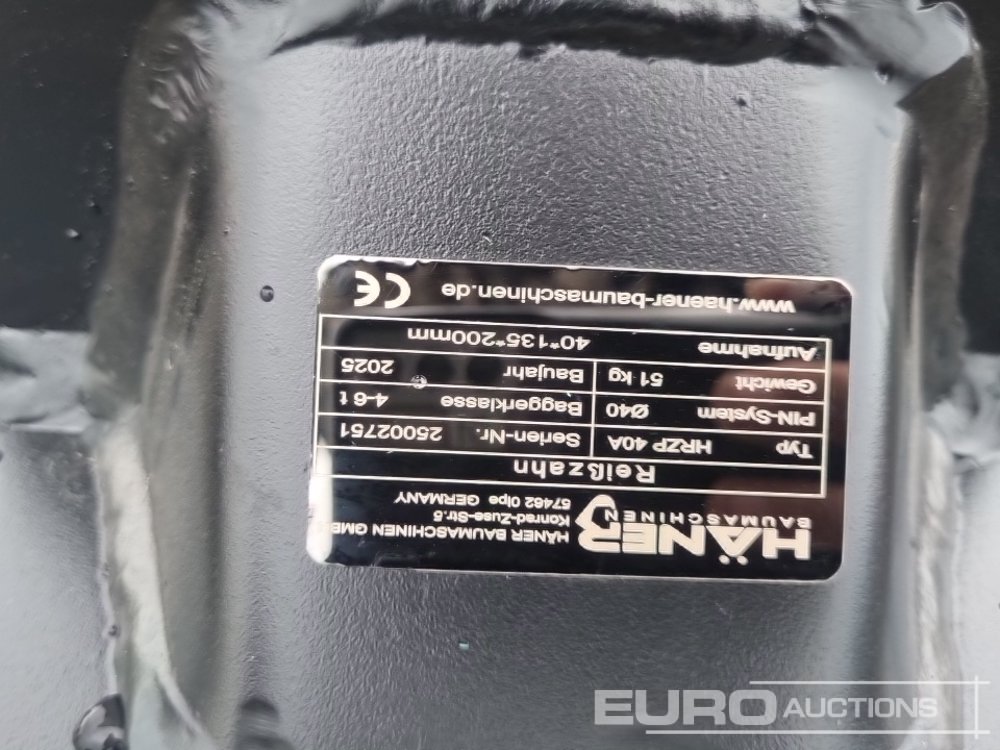 HÄNER
BAUMASCHINEN
HÄNER BAUMASCHINEN GMBH
Konrad-Zuse-Str.5
57462 Olpe GERMANY
Reißzahn
Typ HRZP 40A Serien-Nr. 25002751
PIN-System Ø40 Baggerklasse 4-6 t
Gewicht 51 kg Baujahr 2025
Aufnahme 40*135*200mm
www.haener-baumaschinen.de CE
EURO AUCTIONS